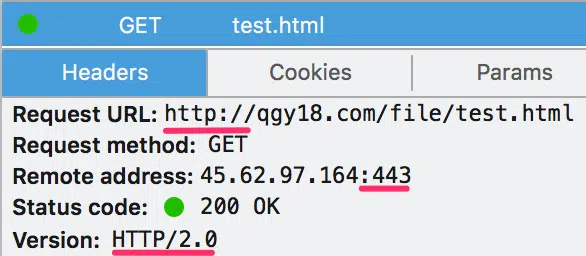 GET test.html
Headers Cookies Params
Request URL: http://qgy18.com/file/test.html
Request method: GET
Remote address: 45.62.97.164:443
Status code: 200 OK
Version: HTTP/2.0